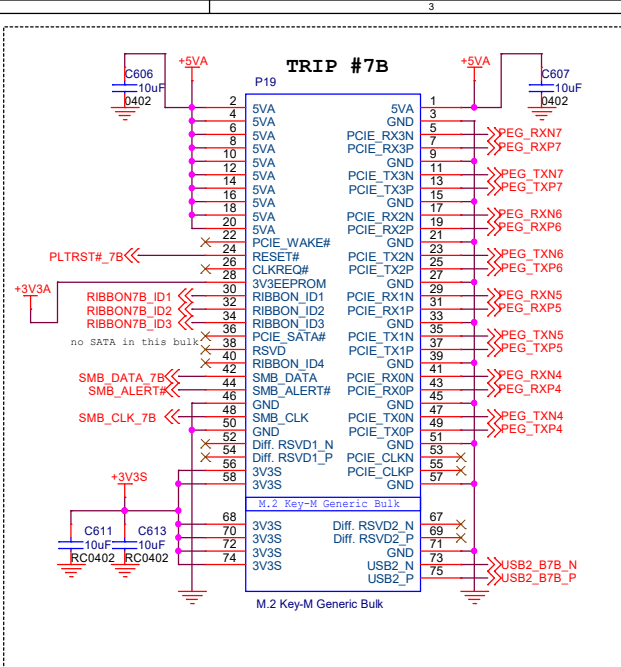 3
+5VA TRIP #7B +5VA
C606 P19 C607
10uF 10uF
0402 0402
2 5VA 5VA 1
4 5VA GND 3
6 5VA PCIE_RX3N 5 PEG_RXN7
8 5VA PCIE_RX3P 7 PEG_RXP7
10 5VA GND 9
12 5VA PCIE_TX3N 11 PEG_TXN7
14 5VA PCIE_TX3P 13 PEG_TXP7
16 5VA GND 15
18 5VA PCIE_RX2N 17 PEG_RXN6
20 5VA PCIE_RX2P 19 PEG_RXP6
22 PCIE_WAKE# GND 21
PLTRST#_7B 24 RESET# PCIE_TX2N 23 PEG_TXN6
26 CLKREQ# PCIE_TX2P 25 PEG_TXP6
+3V3A 28 3V3EEPROM GND 27
RIBBON7B_ID1 30 RIBBON_ID1 PCIE_RX1N 29 PEG_RXN5
RIBBON7B_ID2 32 RIBBON_ID2 PCIE_RX1P 31 PEG_RXP5
RIBBON7B_ID3 34 RIBBON_ID3 GND 33
no SATA in this bulk 36 PCIE_SATA# PCIE_TX1N 35 PEG_TXN5
38 RSVD PCIE_TX1P 37 PEG_TXP5
40 RIBBON_ID4 GND 39
SMB_DATA_7B 42 SMB_DATA PCIE_RX0N 41 PEG_RXN4
SMB_ALERT# 44 SMB_ALERT# PCIE_RX0P 43 PEG_RXP4
46 GND GND 45
SMB_CLK_7B 48 SMB_CLK PCIE_TX0N 47 PEG_TXN4
50 GND PCIE_TX0P 49 PEG_TXP4
52 Diff. RSVD1_N GND 51
54 Diff. RSVD1_P PCIE_CLKN 53
56 3V3S PCIE_CLKP 55
+3V3S 58 3V3S GND 57
M.2 Key-M Generic Bulk
68 3V3S Diff. RSVD2_N 67
70 3V3S Diff. RSVD2_P 69
72 3V3S GND 71
74 3V3S USB2_N 73 USB2_B7B_N
USB2_P 75 USB2_B7B_P
C611 C613
10uF 10uF
RC0402 RC0402
M.2 Key-M Generic Bulk